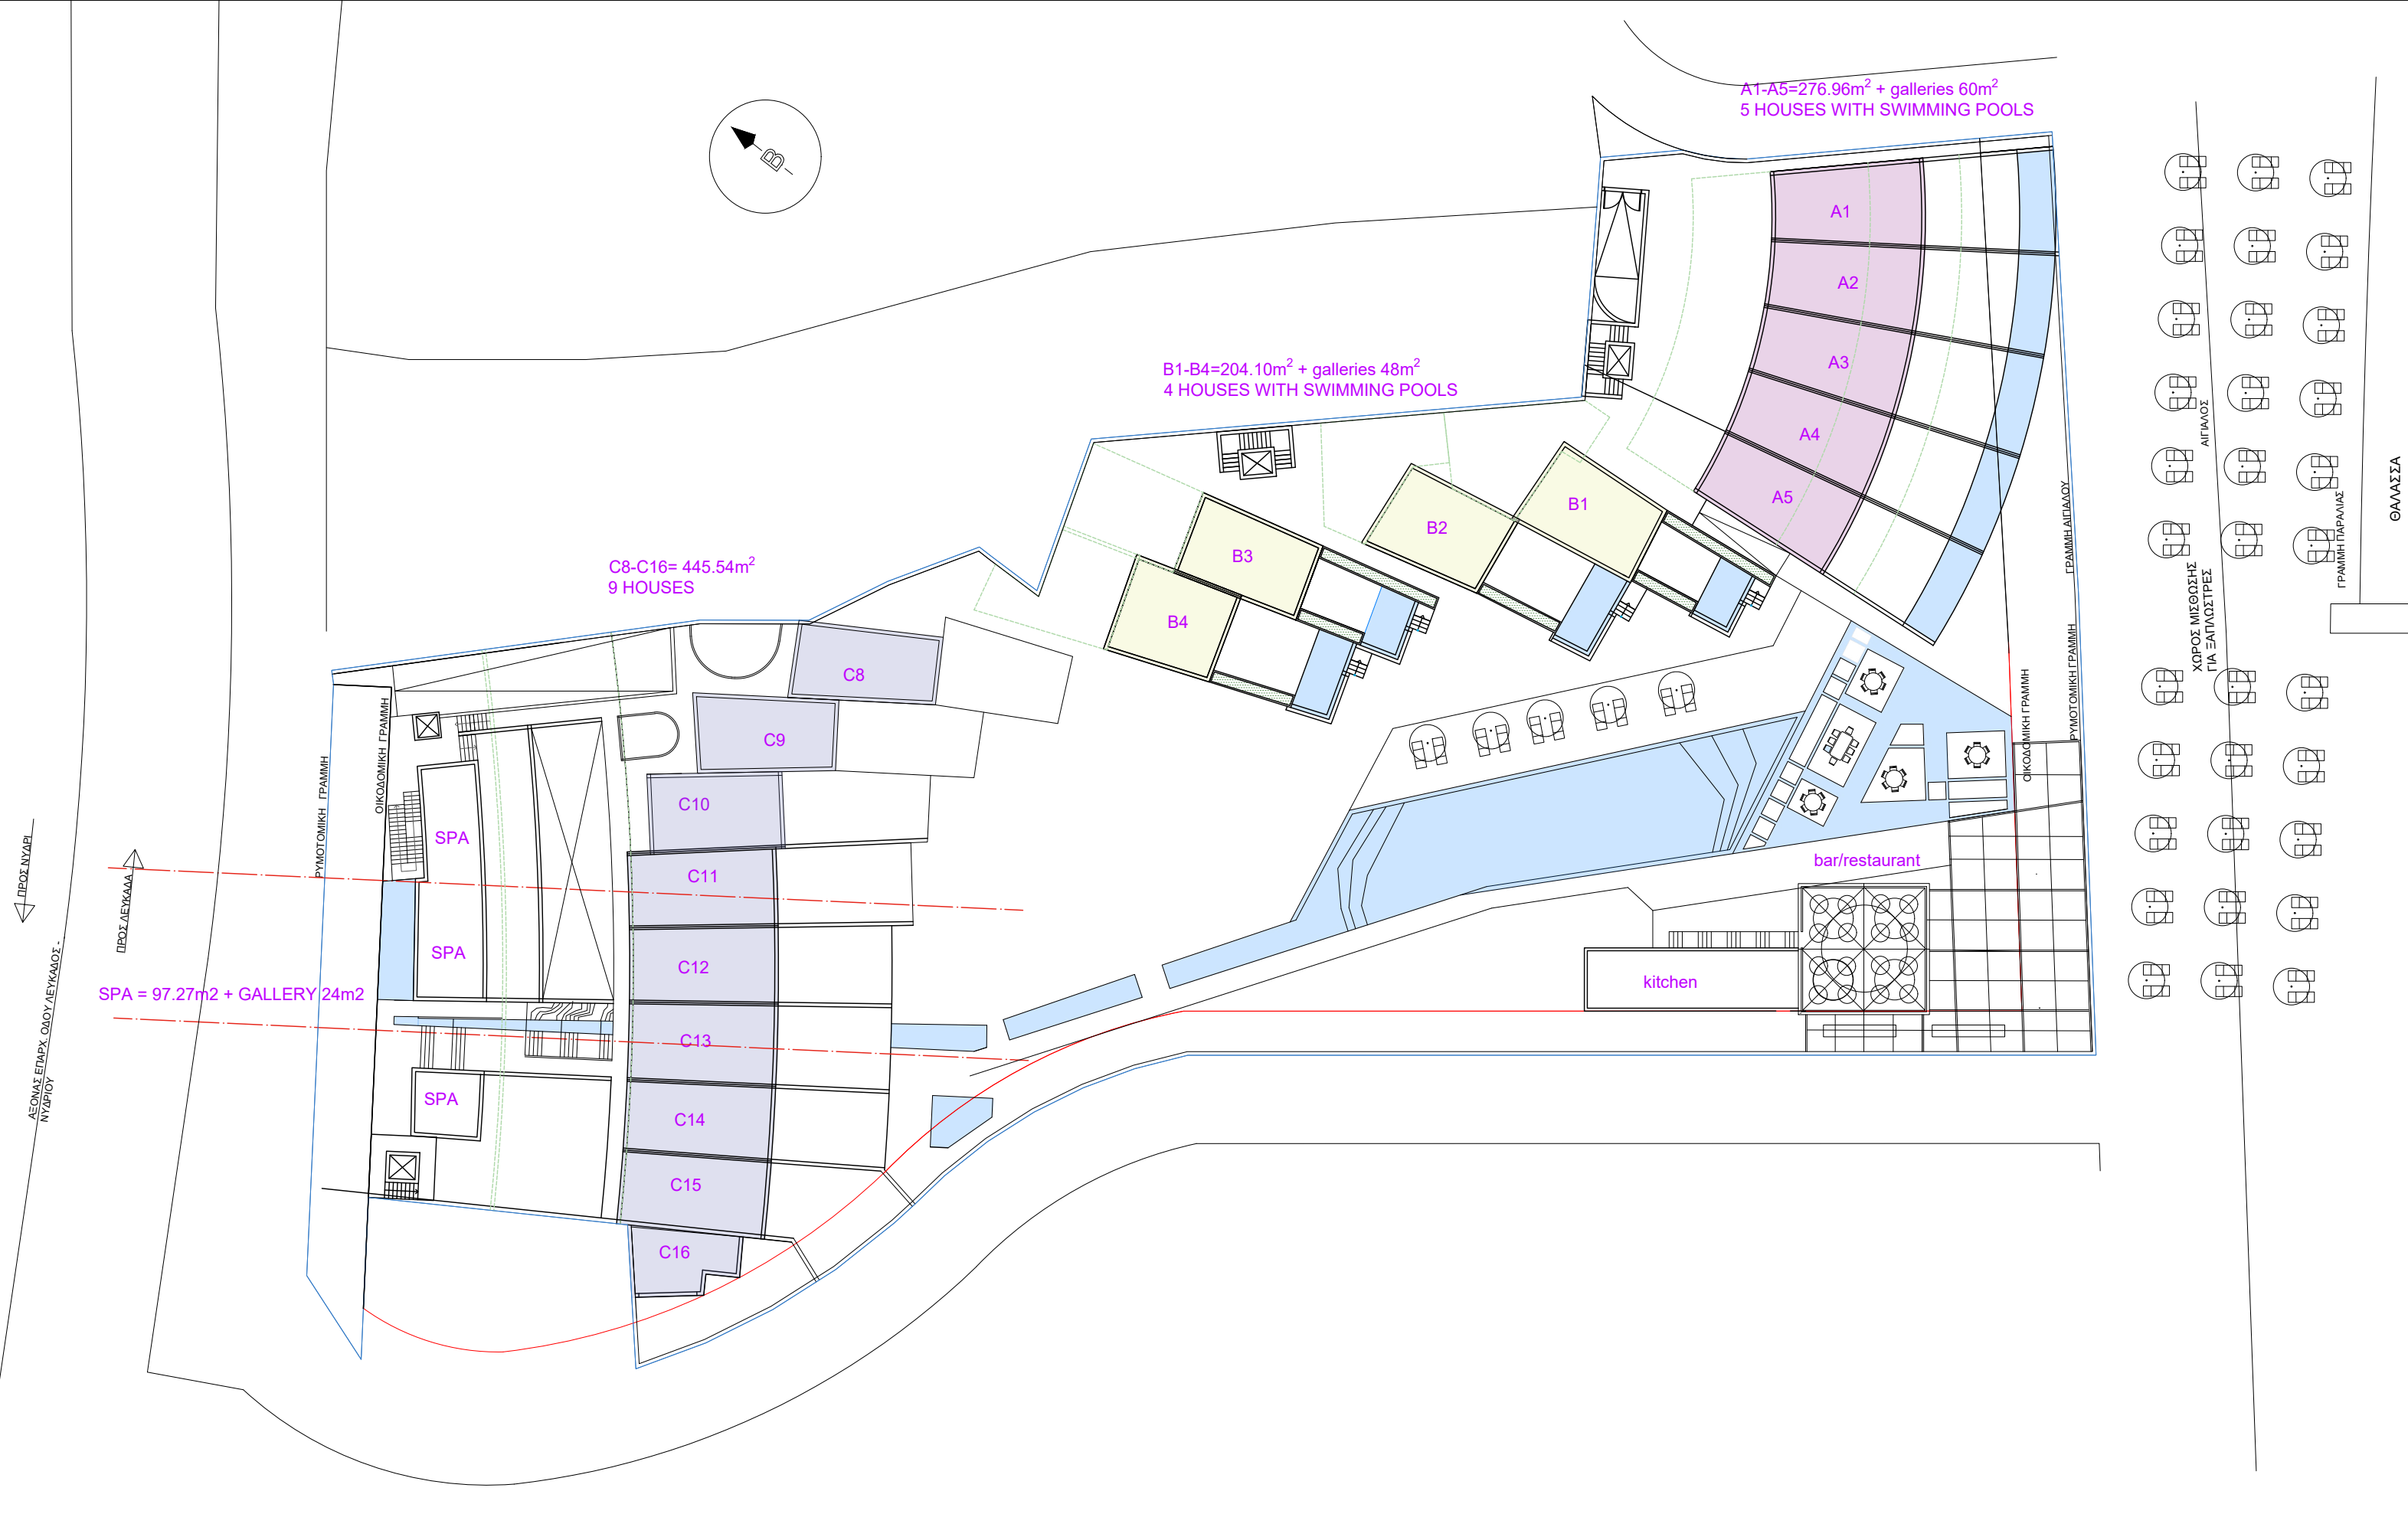 A1-A5=276.96m² + galleries 60m²
5 HOUSES WITH SWIMMING POOLS
B
A1
A2
A3
A4
A5
B1-B4=204.10m² + galleries 48m²
4 HOUSES WITH SWIMMING POOLS
B1
B2
B3
B4
C8-C16= 445.54m²
9 HOUSES
C8
C9
C10
C11
C12
C13
C14
C15
C16
SPA
SPA
SPA = 97.27m2 + GALLERY 24m2
SPA
bar/restaurant
kitchen
ΡΥΜΟΤΟΜΙΚΗ ΓΡΑΜΜΗ
ΟΙΚΟΔΟΜΙΚΗ ΓΡΑΜΜΗ
ΠΡΟΣ ΝΥΔΡΙ
ΠΡΟΣ ΛΕΥΚΑΔΑ
ΑΞΟΝΑΣ ΕΠΑΡΧ. ΟΔΟΥ ΛΕΥΚΑΔΟΣ -
ΝΥΔΡΙΟΥ
ΓΡΑΜΜΗ ΑΙΓΙΑΛΟΥ
ΡΥΜΟΤΟΜΙΚΗ ΓΡΑΜΜΗ
ΟΙΚΟΔΟΜΙΚΗ ΓΡΑΜΜΗ
ΑΙΓΙΑΛΟΣ
ΧΩΡΟΣ ΜΙΣΘΩΣΗΣ
ΓΙΑ ΞΑΠΛΩΣΤΡΕΣ
ΓΡΑΜΜΗ ΠΑΡΑΛΙΑΣ
ΘΑΛΑΣΣΑ